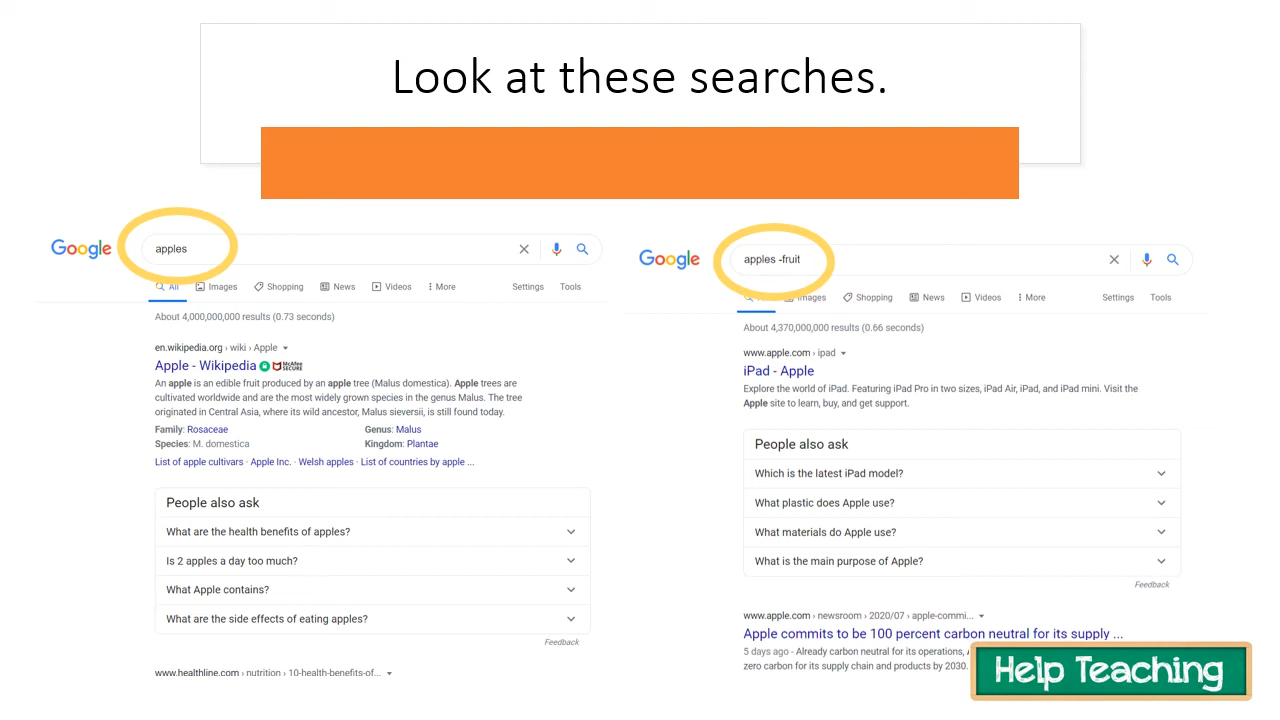 Look at these searches.
Google
apples
All Images Shopping News Videos More Settings Tools
About 4,000,000,000 results (0.73 seconds)
en.wikipedia.org › wiki › Apple
Apple - Wikipedia McAfee SECURE
An apple is an edible fruit produced by an apple tree (Malus domestica). Apple trees are
cultivated worldwide and are the most widely grown species in the genus Malus. The tree
originated in Central Asia, where its wild ancestor, Malus sieversii, is still found today.
Family: Rosaceae Genus: Malus
Species: M. domestica Kingdom: Plantae
List of apple cultivars · Apple Inc. · Welsh apples · List of countries by apple ...
People also ask
What are the health benefits of apples?
Is 2 apples a day too much?
What Apple contains?
What are the side effects of eating apples?
Feedback
www.healthline.com › nutrition › 10-health-benefits-of...
Google
apples -fruit
Images Shopping News Videos More Settings Tools
About 4,370,000,000 results (0.66 seconds)
www.apple.com › ipad
iPad - Apple
Explore the world of iPad. Featuring iPad Pro in two sizes, iPad Air, iPad, and iPad mini. Visit the
Apple site to learn, buy, and get support.
People also ask
Which is the latest iPad model?
What plastic does Apple use?
What materials do Apple use?
What is the main purpose of Apple?
Feedback
www.apple.com › newsroom › 2020/07 › apple-commi...
Apple commits to be 100 percent carbon neutral for its supply ...
5 days ago - Already carbon neutral for its operations,
zero carbon for its supply chain and products by 2030.
Help Teaching